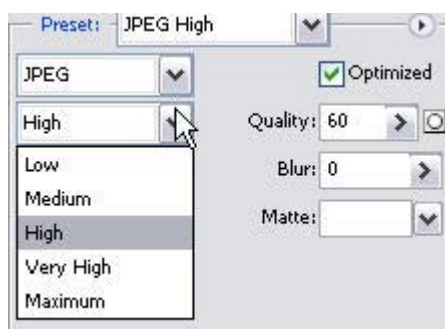 Preset: JPEG High
JPEG Optimized
High Quality: 60
Low Blur: 0
Medium
Matte:
High
Very High
Maximum